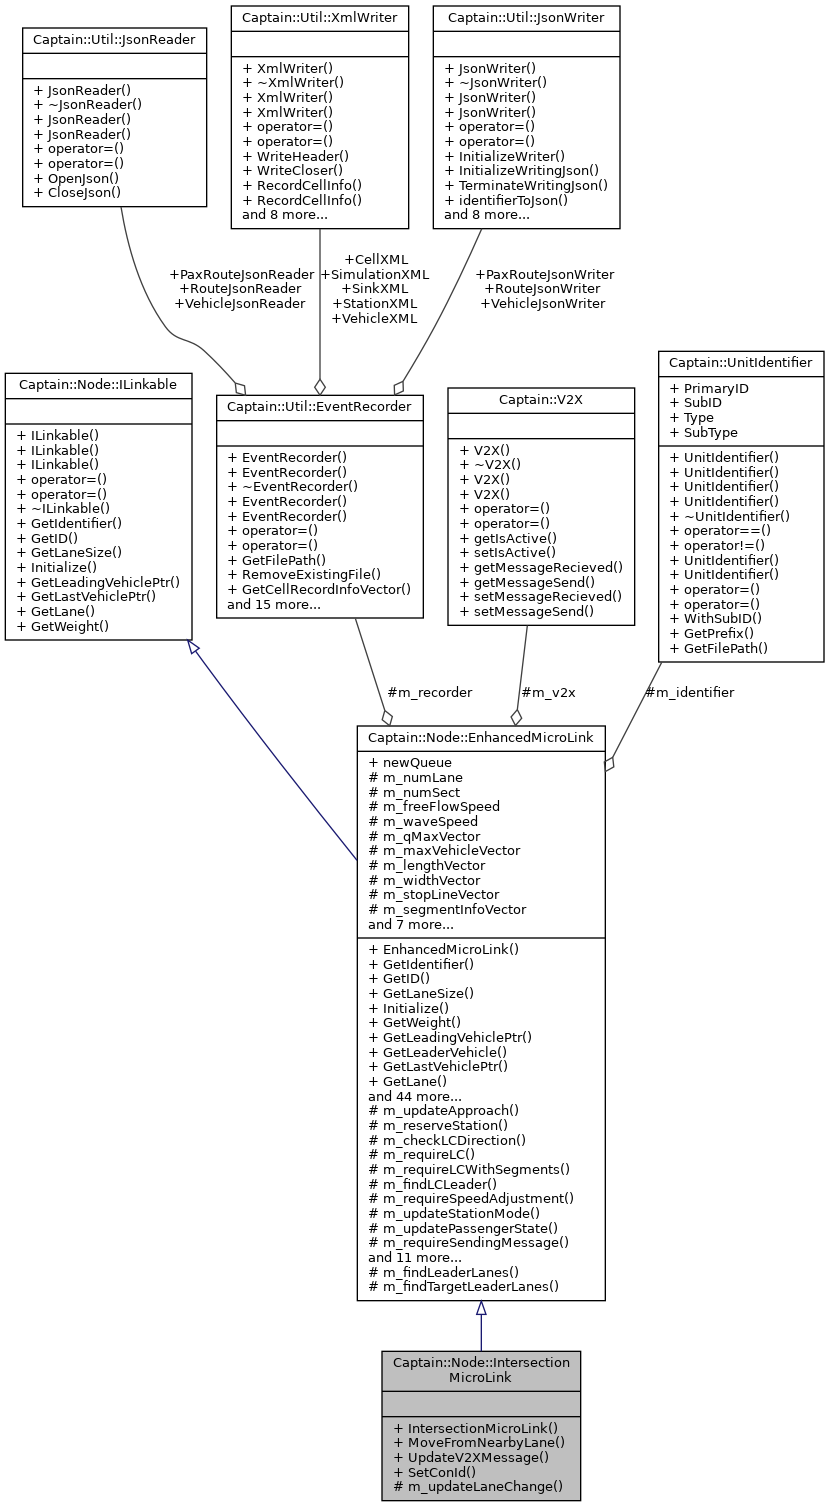 Captain::Util::JsonReader
+ JsonReader()
+ ~JsonReader()
+ JsonReader()
+ JsonReader()
+ operator=()
+ operator=()
+ OpenJson()
+ CloseJson()
Captain::Util::XmlWriter
+ XmlWriter()
+ ~XmlWriter()
+ XmlWriter()
+ XmlWriter()
+ operator=()
+ operator=()
+ WriteHeader()
+ WriteCloser()
+ RecordCellInfo()
+ RecordCellInfo()
and 8 more...
Captain::Util::JsonWriter
+ JsonWriter()
+ ~JsonWriter()
+ JsonWriter()
+ JsonWriter()
+ operator=()
+ operator=()
+ InitializeWriter()
+ InitializeWritingJson()
+ TerminateWritingJson()
+ identifierToJson()
and 8 more...
+PaxRouteJsonReader
+RouteJsonReader
+VehicleJsonReader
+CellXML
+SimulationXML
+SinkXML
+StationXML
+VehicleXML
+PaxRouteJsonWriter
+RouteJsonWriter
+VehicleJsonWriter
Captain::Node::ILinkable
+ ILinkable()
+ ILinkable()
+ ILinkable()
+ operator=()
+ operator=()
+ ~ILinkable()
+ GetIdentifier()
+ GetID()
+ GetLaneSize()
+ Initialize()
+ GetLeadingVehiclePtr()
+ GetLastVehiclePtr()
+ GetLane()
+ GetWeight()
Captain::Util::EventRecorder
+ EventRecorder()
+ EventRecorder()
+ ~EventRecorder()
+ EventRecorder()
+ EventRecorder()
+ operator=()
+ operator=()
+ GetFilePath()
+ RemoveExistingFile()
+ GetCellRecordInfoVector()
and 15 more...
Captain::V2X
+ V2X()
+ ~V2X()
+ V2X()
+ V2X()
+ operator=()
+ operator=()
+ getIsActive()
+ setIsActive()
+ getMessageRecieved()
+ getMessageSend()
+ setMessageRecieved()
+ setMessageSend()
Captain::UnitIdentifier
+ PrimaryID
+ SubID
+ Type
+ SubType
+ UnitIdentifier()
+ UnitIdentifier()
+ UnitIdentifier()
+ UnitIdentifier()
+ ~UnitIdentifier()
+ operator==()
+ operator!=()
+ UnitIdentifier()
+ UnitIdentifier()
+ operator=()
+ operator=()
+ WithSubID()
+ GetPrefix()
+ GetFilePath()
#m_recorder
#m_v2x
#m_identifier
Captain::Node::EnhancedMicroLink
+ newQueue
# m_numLane
# m_numSect
# m_freeFlowSpeed
# m_waveSpeed
# m_qMaxVector
# m_maxVehicleVector
# m_lengthVector
# m_widthVector
# m_stopLineVector
# m_segmentInfoVector
and 7 more...
+ EnhancedMicroLink()
+ GetIdentifier()
+ GetID()
+ GetLaneSize()
+ Initialize()
+ GetWeight()
+ GetLeadingVehiclePtr()
+ GetLeaderVehicle()
+ GetLastVehiclePtr()
+ GetLane()
and 44 more...
# m_updateApproach()
# m_reserveStation()
# m_checkLCDirection()
# m_requireLC()
# m_requireLCWithSegments()
# m_findLCLeader()
# m_requireSpeedAdjustment()
# m_updateStationMode()
# m_updatePassengerState()
# m_requireSendingMessage()
and 11 more...
# m_findLeaderLanes()
# m_findTargetLeaderLanes()
Captain::Node::Intersection
MicroLink
+ IntersectionMicroLink()
+ MoveFromNearbyLane()
+ UpdateV2XMessage()
+ SetConId()
# m_updateLaneChange()